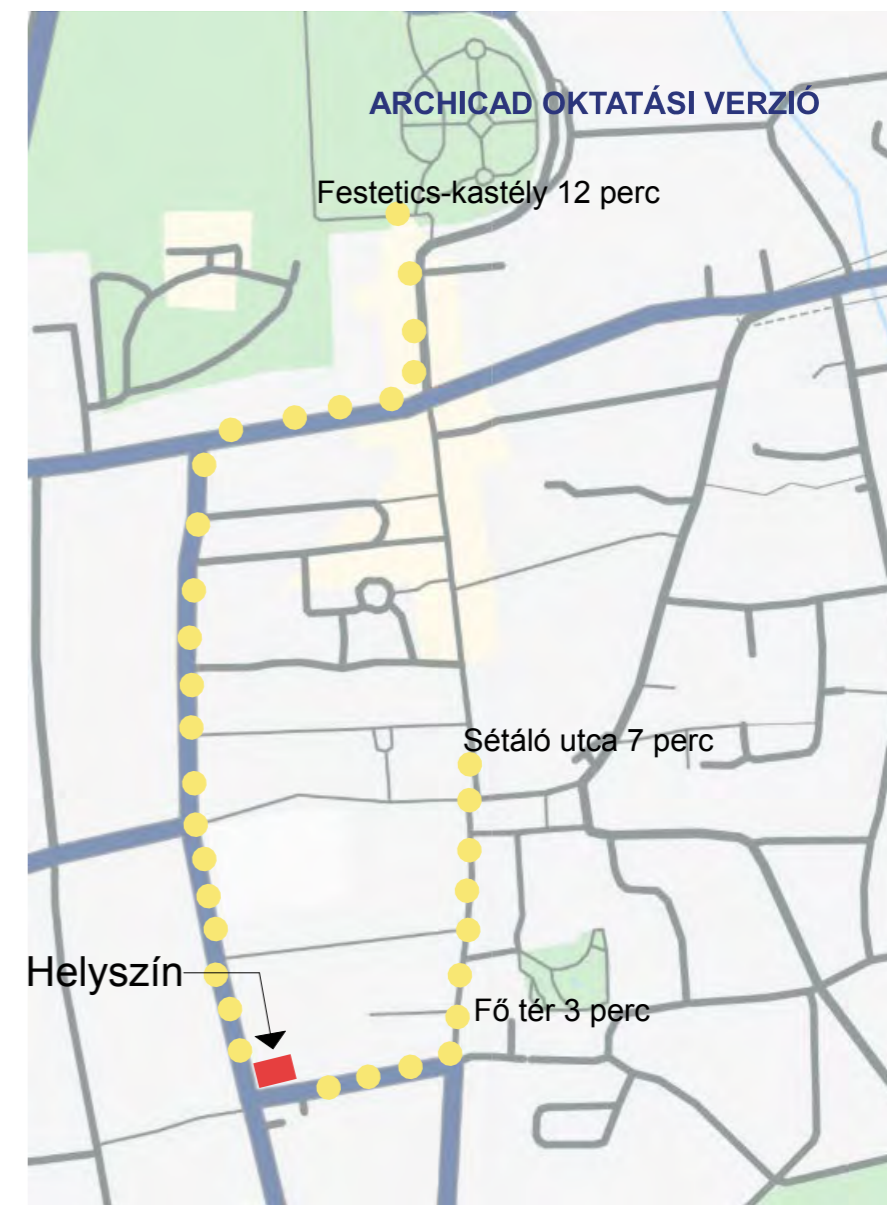 ARCHICAD OKTATÁSI VERZIÓ
Festetics-kastély 12 perc
Sétáló utca 7 perc
Helyszín
Fő tér 3 perc